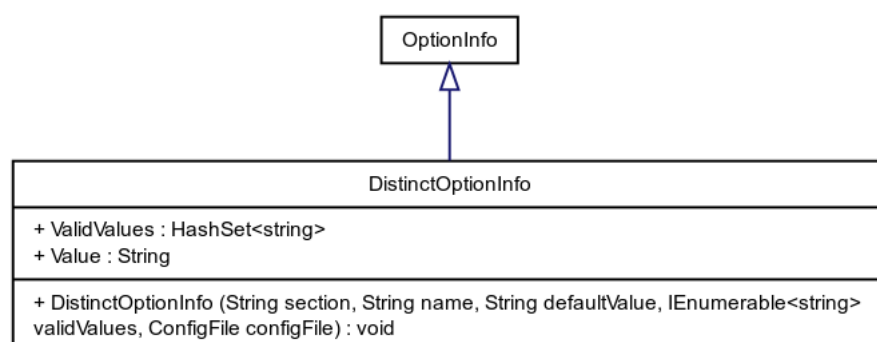 OptionInfo
DistinctOptionInfo
+ ValidValues : HashSet<string>
+ Value : String
+ DistinctOptionInfo (String section, String name, String defaultValue, IEnumerable<string>
validValues, ConfigFile configFile) : void